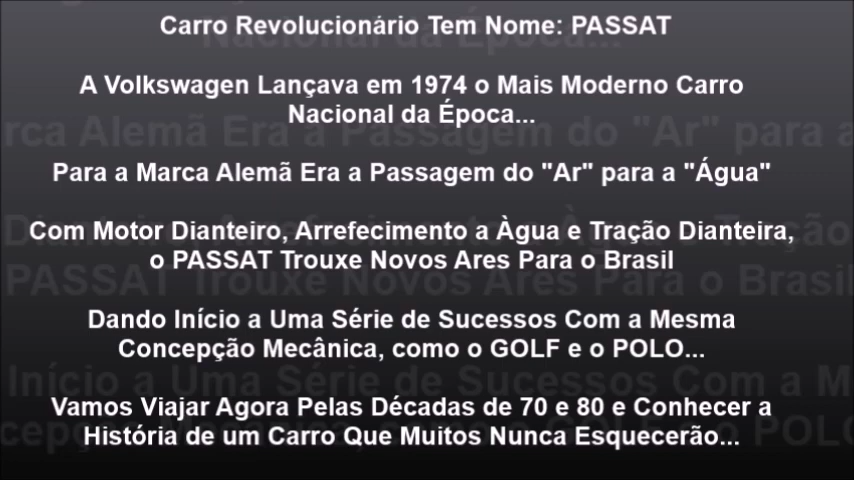 Carro Revolucionário Tem Nome: PASSAT
A Volkswagen Lançava em 1974 o Mais Moderno Carro
Nacional da Época...
Para a Marca Alemã Era a Passagem do "Ar" para a "Água"
Com Motor Dianteiro, Arrefecimento a Àgua e Tração Dianteira,
o PASSAT Trouxe Novos Ares Para o Brasil
Dando Início a Uma Série de Sucessos Com a Mesma
Concepção Mecânica, como o GOLF e o POLO...
Vamos Viajar Agora Pelas Décadas de 70 e 80 e Conhecer a
História de um Carro Que Muitos Nunca Esquecerão...